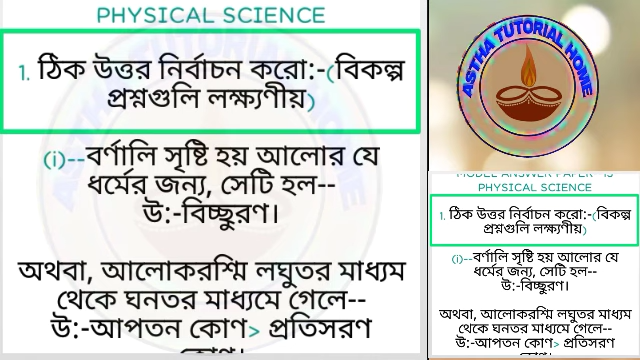 PHYSICAL SCIENCE
1. ঠিক উত্তর নির্বাচন করো:-(বিকল্প
প্রশ্নগুলি লক্ষ্যণীয়)
(i)--বর্ণালি সৃষ্টি হয় আলোর যে
ধর্মের জন্য, সেটি হল--
উ:-বিচ্ছুরণ।
অথবা, আলোকরশ্মি লঘুতর মাধ্যম
থেকে ঘনতর মাধ্যমে গেলে--
উ:-আপতন কোণ> প্রতিসরণ
কোণ।
ASTHA TUTORIAL HOME
MODEL ANSWER PAPER-
PHYSICAL SCIENCE
1. ঠিক উত্তর নির্বাচন করো:-(বিকল্প
প্রশ্নগুলি লক্ষ্যণীয়)
(i)--বর্ণালি সৃষ্টি হয় আলোর যে
ধর্মের জন্য, সেটি হল--
উ:-বিচ্ছুরণ।
অথবা, আলোকরশ্মি লঘুতর মাধ্যম
থেকে ঘনতর মাধ্যমে গেলে--
উ:-আপতন কোণ> প্রতিসরণ